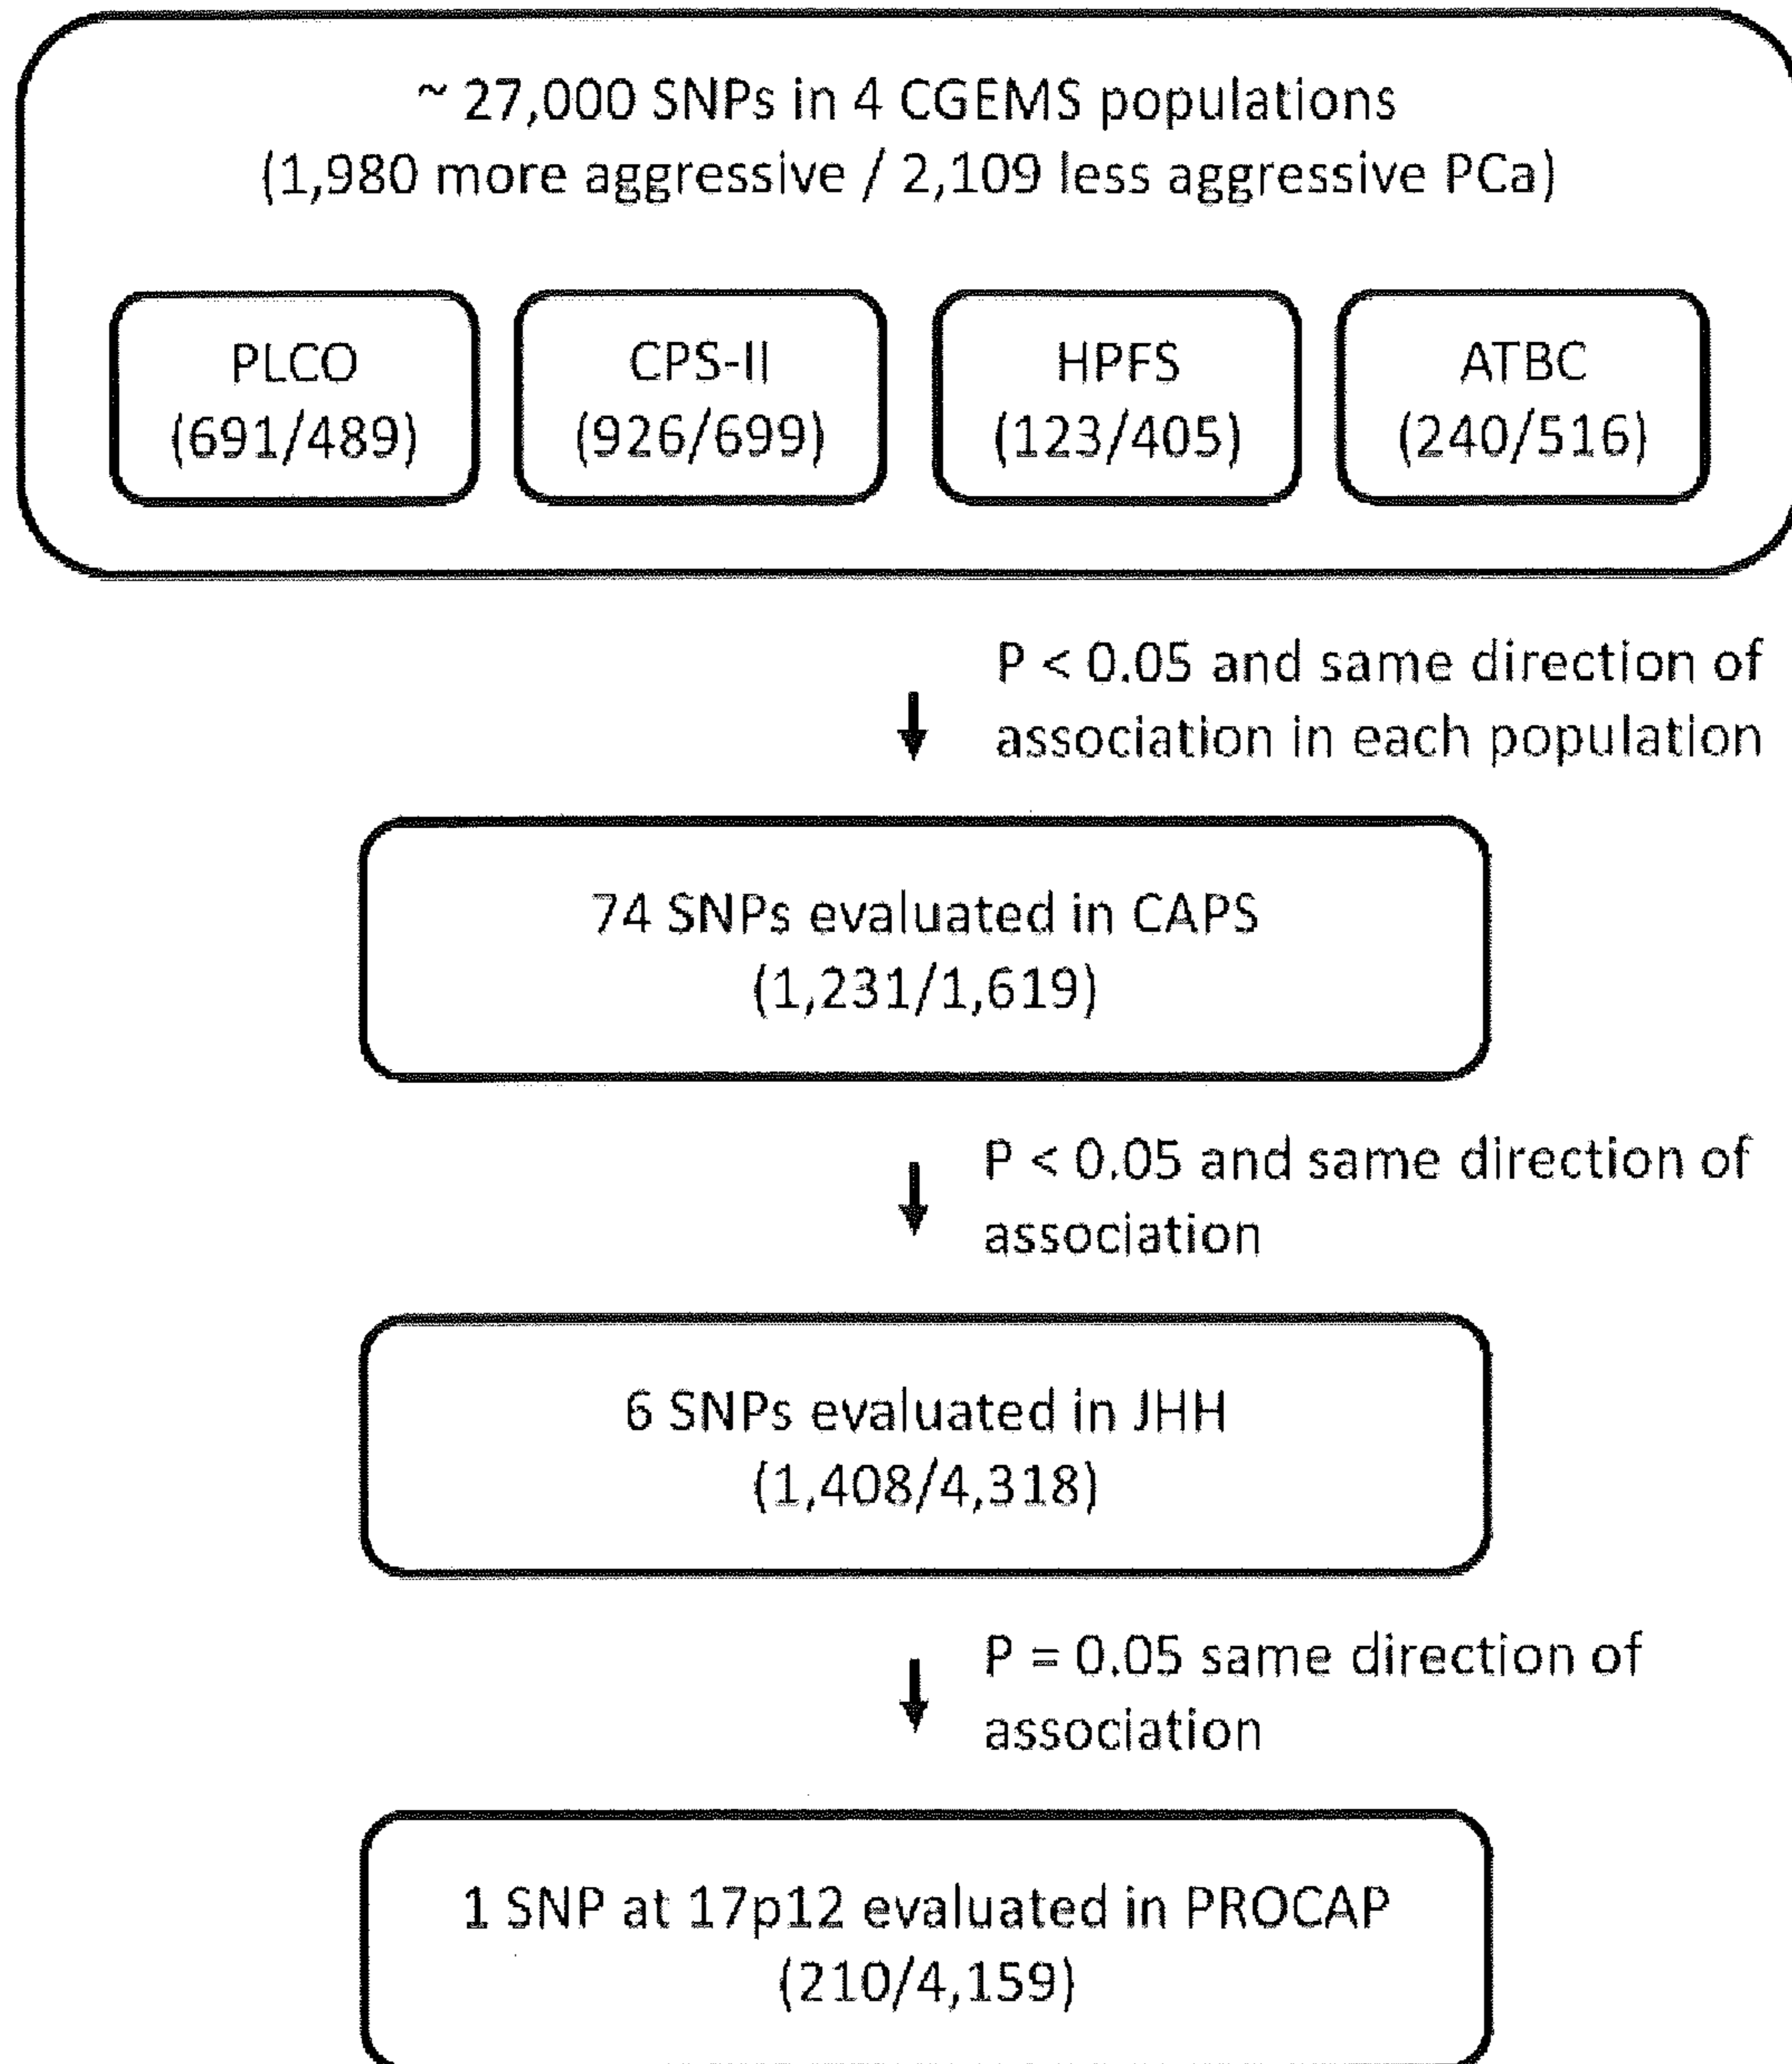 ~ 27,000 SNPs in 4 CGEMS populations
(1,980 more aggressive / 2,109 less aggressive PCa)
PLCO
(691/489)
CPS-II
(926/699)
HPFS
(123/405)
ATBC
(240/516)
P < 0.05 and same direction of
association in each population
74 SNPs evaluated in CAPS
(1,231/1,619)
P < 0.05 and same direction of
association
6 SNPs evaluated in JHH
(1,408/4,318)
P = 0.05 same direction of
association
1 SNP at 17p12 evaluated in PROCAP
(210/4,159)